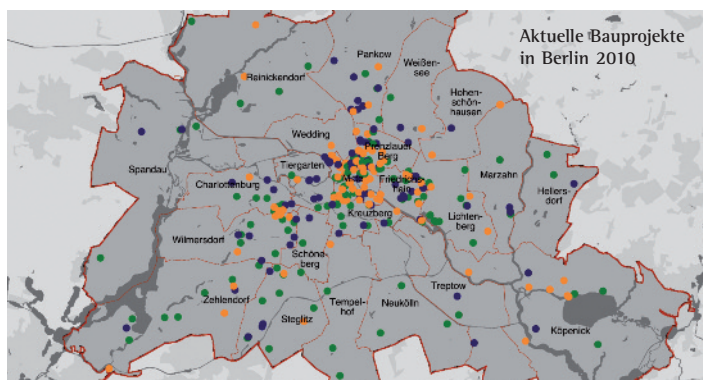 Aktuelle Bauprojekte
in Berlin 2010
Pankow
Weißen-
see
Reinickendorf
Hohen-
schön-
hausen
Wedding
Prenzlauer
Berg
Spandau
Tiergarten
Charlottenburg
Friedrichs-
hain
Marzahn
Hellers-
dorf
Kreuzberg
Lichten-
berg
Wilmersdorf
Schöne-
berg
Treptow
Zehlendorf
Tempel-
hof
Neukölln
Steglitz
Köpenick